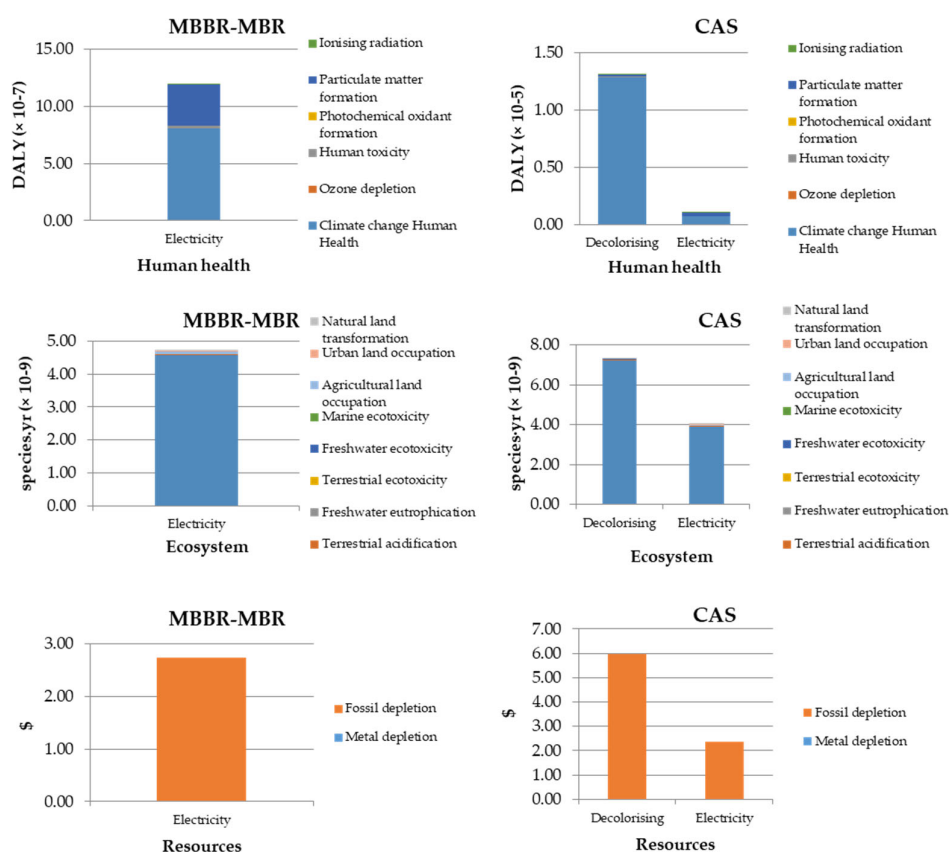 MBBR-MBR
15.00
10.00
5.00
0.00
DALY (× 10-7)
Electricity
Human health
Ionising radiation
Particulate matter
formation
Photochemical oxidant
formation
Human toxicity
Ozone depletion
Climate change Human
Health
CAS
1.50
1.00
0.50
0.00
DALY (× 10-5)
Decolorising
Electricity
Human health
Ionising radiation
Particulate matter
formation
Photochemical oxidant
formation
Human toxicity
Ozone depletion
Climate change Human
Health
MBBR-MBR
5.00
4.00
3.00
2.00
1.00
0.00
species.yr (× 10-9)
Electricity
Ecosystem
Natural land
transformation
Urban land occupation
Agricultural land
occupation
Marine ecotoxicity
Freshwater ecotoxicity
Terrestrial ecotoxicity
Freshwater eutrophication
Terrestrial acidification
CAS
8.00
6.00
4.00
2.00
0.00
species·yr (× 10-9)
Decolorising
Electricity
Ecosystem
Natural land
transformation
Urban land occupation
Agricultural land
occupation
Marine ecotoxicity
Freshwater ecotoxicity
Terrestrial ecotoxicity
Freshwater eutrophication
Terrestrial acidification
MBBR-MBR
3.00
2.00
1.00
0.00
$
Electricity
Resources
Fossil depletion
Metal depletion
CAS
7.00
6.00
5.00
4.00
3.00
2.00
1.00
0.00
$
Decolorising
Electricity
Resources
Fossil depletion
Metal depletion